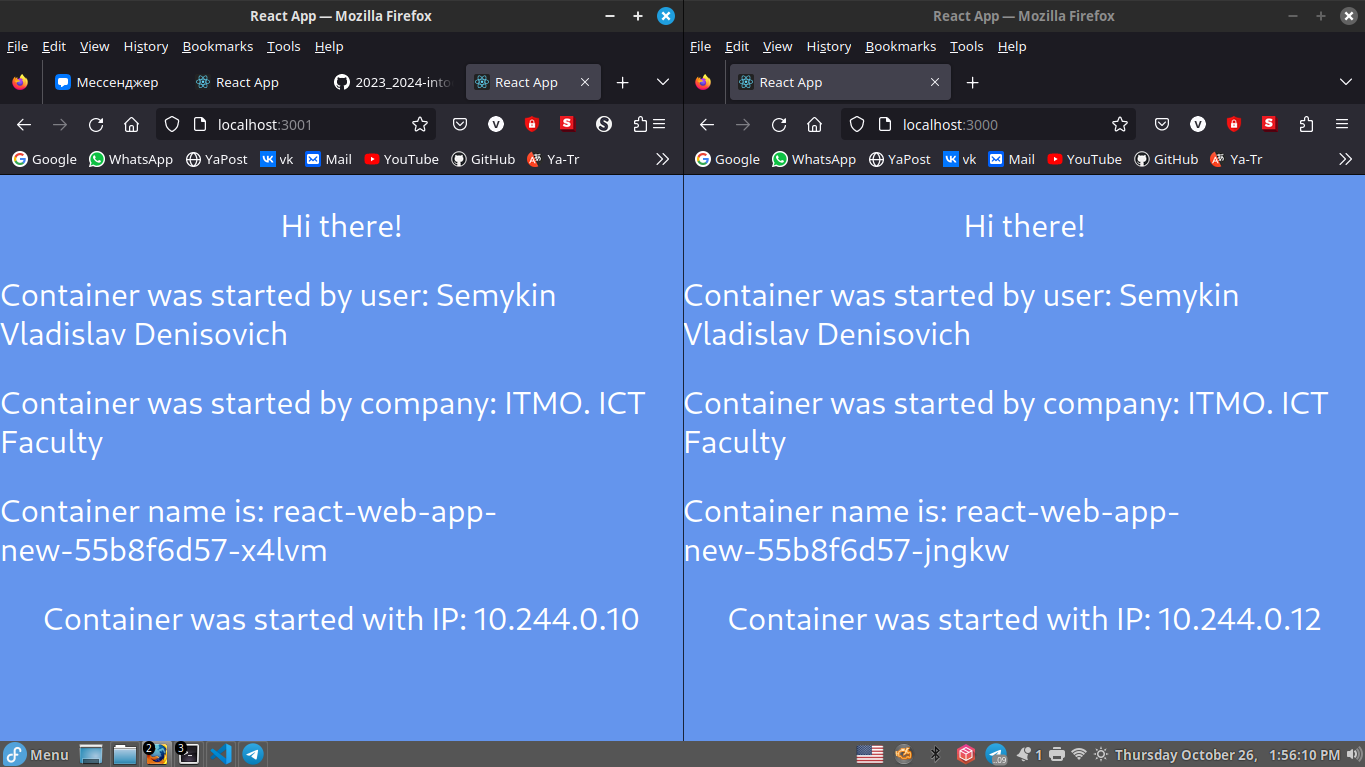 React App — Mozilla Firefox
File Edit View History Bookmarks Tools Help
Мессенджер React App 2023_2024-into React App
localhost:3001
Google WhatsApp YaPost vk Mail YouTube GitHub Ya-Tr
Hi there!
Container was started by user: Semykin
Vladislav Denisovich
Container was started by company: ITMO. ICT
Faculty
Container name is: react-web-app-
new-55b8f6d57-x4lvm
Container was started with IP: 10.244.0.10
React App — Mozilla Firefox
File Edit View History Bookmarks Tools Help
React App
localhost:3000
Google WhatsApp YaPost vk Mail YouTube GitHub Ya-Tr
Hi there!
Container was started by user: Semykin
Vladislav Denisovich
Container was started by company: ITMO. ICT
Faculty
Container name is: react-web-app-
new-55b8f6d57-jngkw
Container was started with IP: 10.244.0.12
Menu 2 3 .09 1 Thursday October 26, 1:56:10 PM